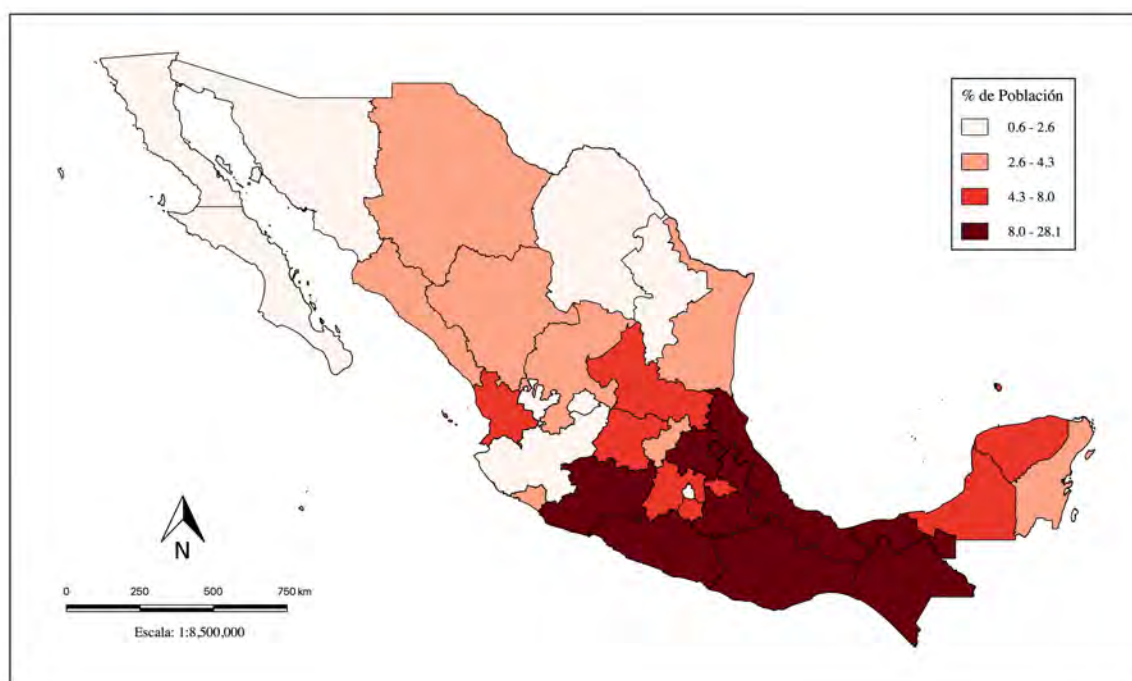 % de Población
0.6 - 2.6
2.6 - 4.3
4.3 - 8.0
8.0 - 28.1
N
0 250 500 750 km
Escala: 1:8,500,000